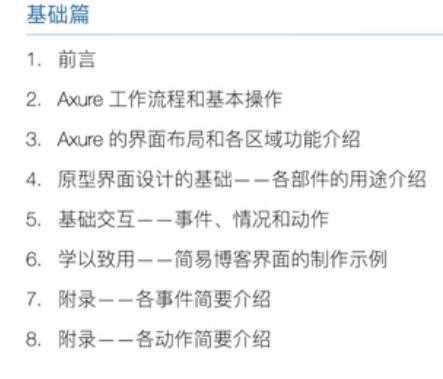 基础篇
1. 前言
2. Axure 工作流程和基本操作
3. Axure 的界面布局和各区域功能介绍
4. 原型界面设计的基础——各部件的用途介绍
5. 基础交互——事件、情况和动作
6. 学以致用——简易博客界面的制作示例
7. 附录——各事件简要介绍
8. 附录——各动作简要介绍